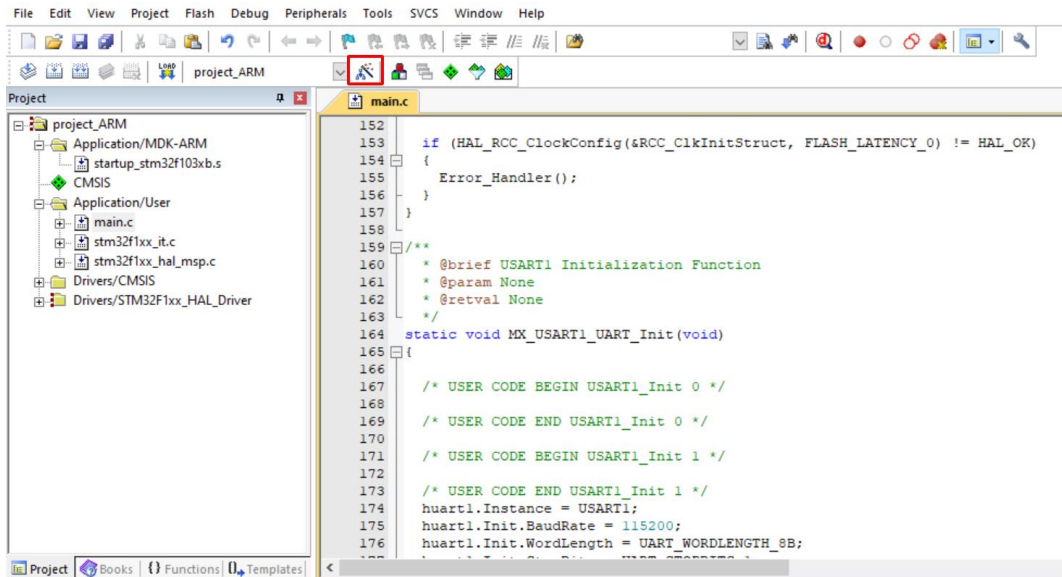 File Edit View Project Flash Debug Peripherals Tools SVCS Window Help
LOAD project_ARM
Project
main.c
project_ARM
Application/MDK-ARM
startup_stm32f103xb.s
CMSIS
Application/User
main.c
stm32f1xx_it.c
stm32f1xx_hal_msp.c
Drivers/CMSIS
Drivers/STM32F1xx_HAL_Driver
152
153 if (HAL_RCC_ClockConfig(&RCC_ClkInitStruct, FLASH_LATENCY_0) != HAL_OK)
154 {
155 Error_Handler();
156 }
157 }
158
159 /**
160 * @brief USART1 Initialization Function
161 * @param None
162 * @retval None
163 */
164 static void MX_USART1_UART_Init(void)
165 {
166
167 /* USER CODE BEGIN USART1_Init 0 */
168
169 /* USER CODE END USART1_Init 0 */
170
171 /* USER CODE BEGIN USART1_Init 1 */
172
173 /* USER CODE END USART1_Init 1 */
174 huart1.Instance = USART1;
175 huart1.Init.BaudRate = 115200;
176 huart1.Init.WordLength = UART_WORDLENGTH_8B;
Project Books {} Functions 0 Templates